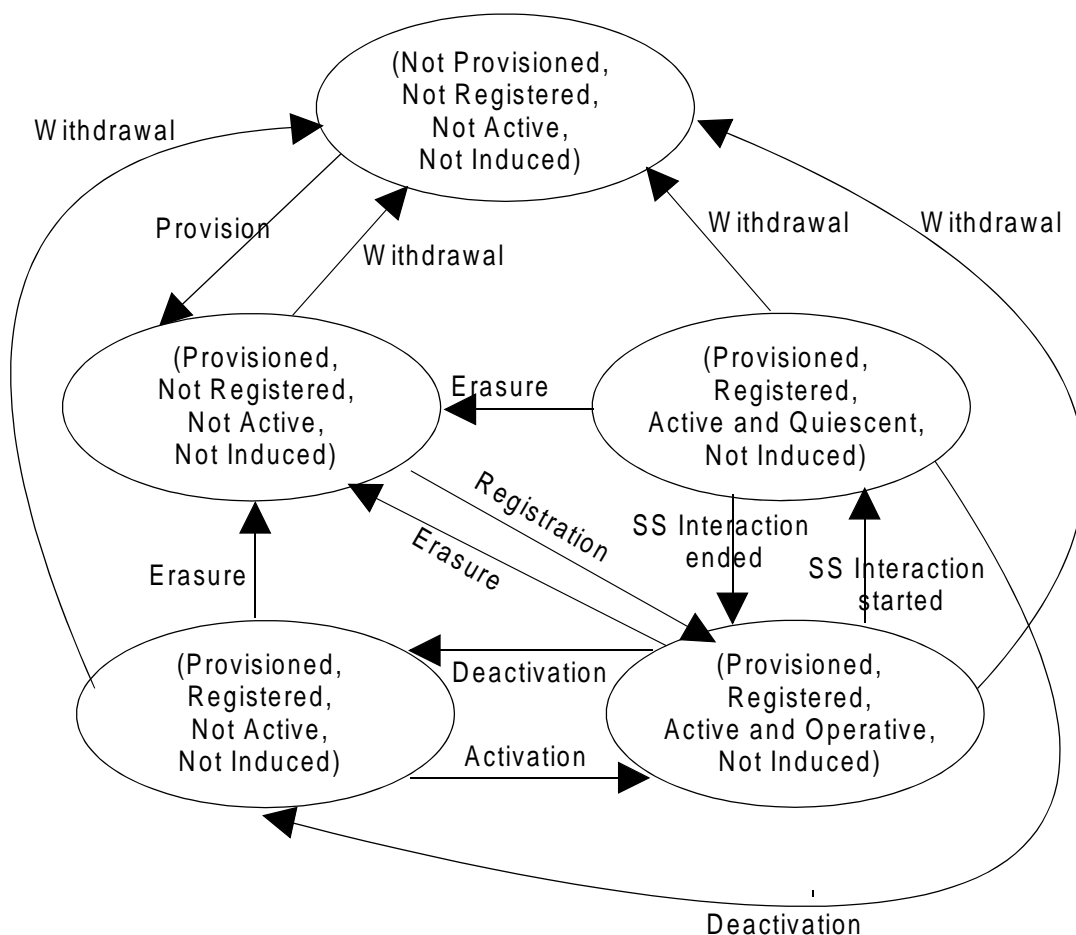 (Not Provisioned,
Not Registered,
Not Active,
Not Induced)
Withdrawal
Provision
Withdrawal
Withdrawal
Withdrawal
(Provisioned,
Not Registered,
Not Active,
Not Induced)
Erasure
(Provisioned,
Registered,
Active and Quiescent,
Not Induced)
Registration
Erasure
SS Interaction
ended
SS Interaction
started
Erasure
(Provisioned,
Registered,
Not Active,
Not Induced)
Deactivation
Activation
(Provisioned,
Registered,
Active and Operative,
Not Induced)
Deactivation